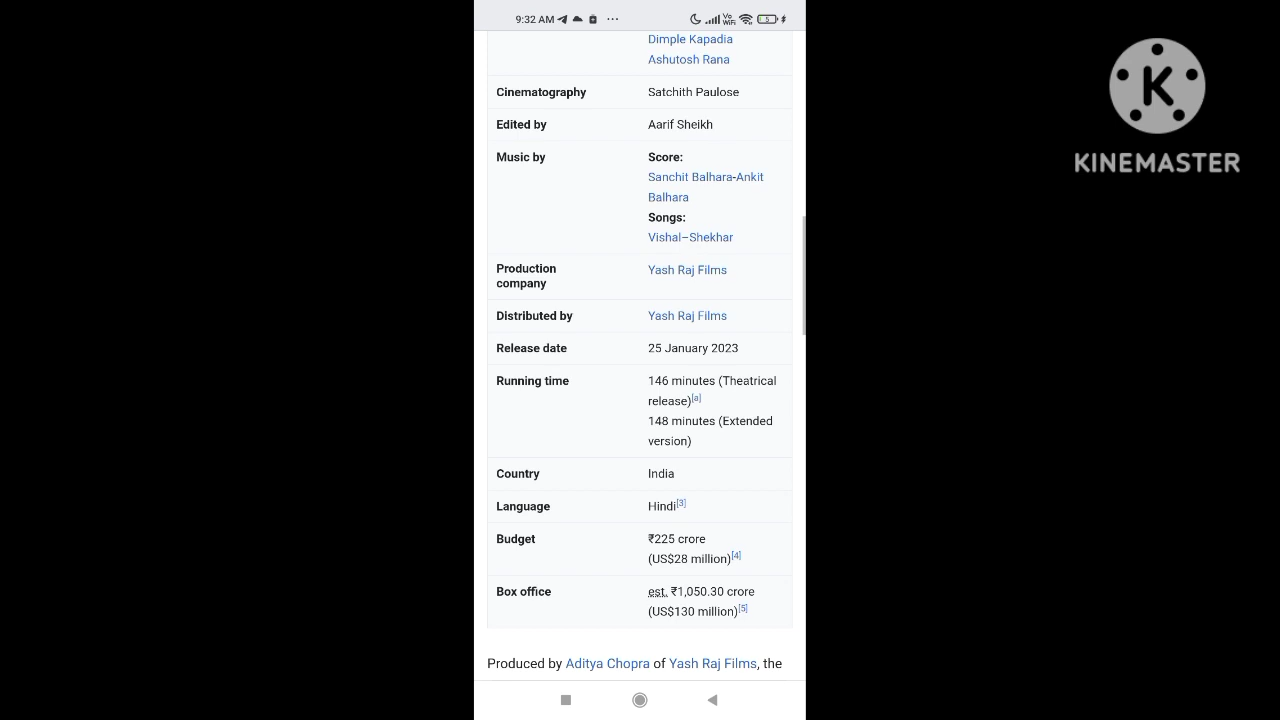 9:32 AM ...
Vo
WiFi
5
Dimple Kapadia
Ashutosh Rana
Cinematography Satchith Paulose
Edited by Aarif Sheikh
Music by Score:
Sanchit Balhara-Ankit
Balhara
Songs:
Vishal–Shekhar
Production
company Yash Raj Films
Distributed by Yash Raj Films
Release date 25 January 2023
Running time 146 minutes (Theatrical
release)[a]
148 minutes (Extended
version)
Country India
Language Hindi[3]
Budget ₹225 crore
(US$28 million)[4]
Box office est. ₹1,050.30 crore
(US$130 million)[5]
Produced by Aditya Chopra of Yash Raj Films, the
K
KINEMASTER